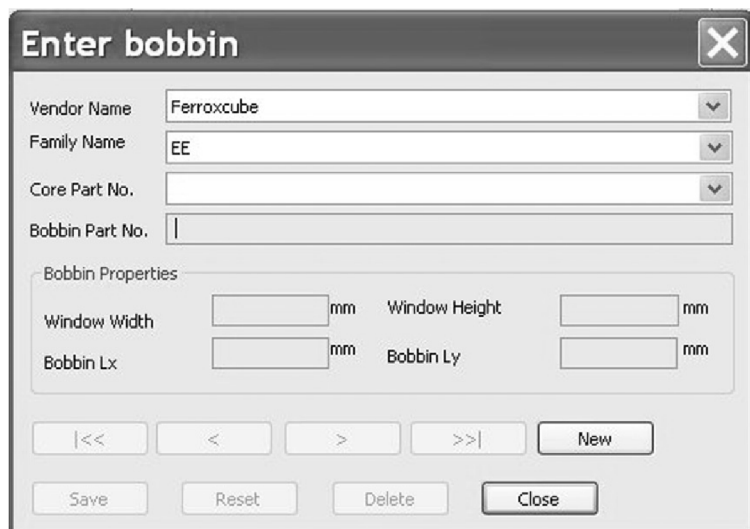 Enter bobbin
Vendor Name Ferroxcube
Family Name EE
Core Part No.
Bobbin Part No.
Bobbin Properties
Window Width mm Window Height mm
Bobbin Lx mm Bobbin Ly mm
|<< < > >>| New
Save Reset Delete Close